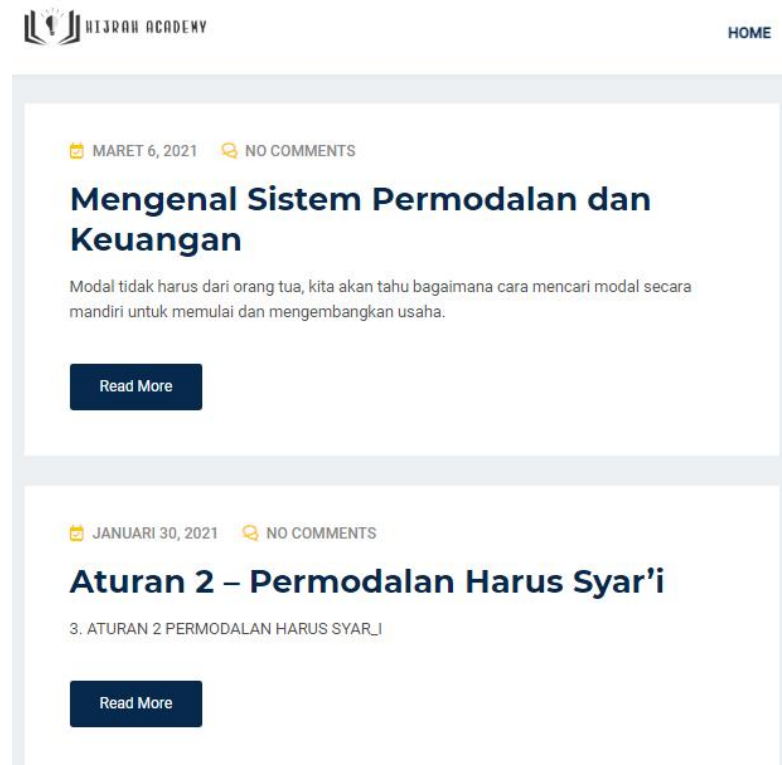 HIJRAH ACADEMY
HOME
MARET 6, 2021 NO COMMENTS
Mengenal Sistem Permodalan dan
Keuangan
Modal tidak harus dari orang tua, kita akan tahu bagaimana cara mencari modal secara
mandiri untuk memulai dan mengembangkan usaha.
Read More
JANUARI 30, 2021 NO COMMENTS
Aturan 2 – Permodalan Harus Syar’i
3. ATURAN 2 PERMODALAN HARUS SYAR_I
Read More